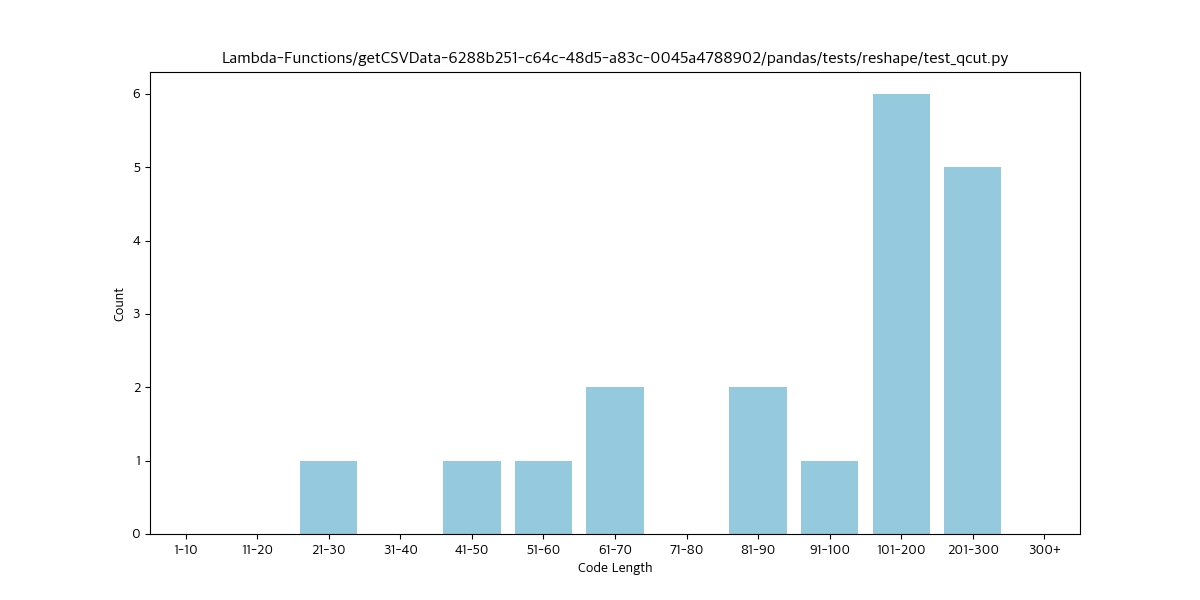 Lambda-Functions/getCSVData-6288b251-c64c-48d5-a83c-0045a4788902/pandas/tests/reshape/test_qcut.py
6
5
4
3
2
1
0
Count
1-10 11-20 21-30 31-40 41-50 51-60 61-70 71-80 81-90 91-100 101-200 201-300 300+
Code Length